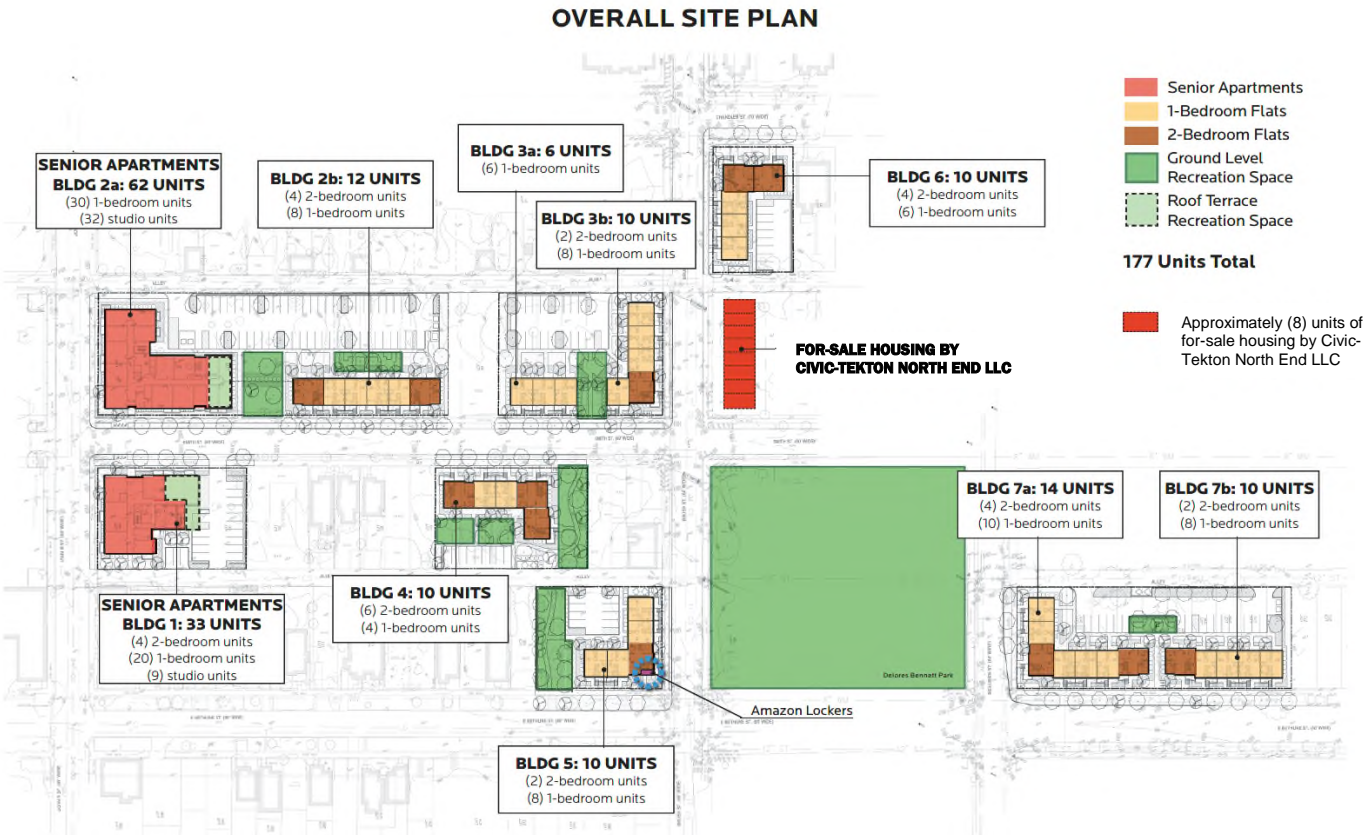 OVERALL SITE PLAN
Senior Apartments
1-Bedroom Flats
2-Bedroom Flats
Ground Level
Recreation Space
Roof Terrace
Recreation Space
177 Units Total
Approximately (8) units of
for-sale housing by Civic-
Tekton North End LLC
SENIOR APARTMENTS
BLDG 2a: 62 UNITS
(30) 1-bedroom units
(32) studio units
BLDG 2b: 12 UNITS
(4) 2-bedroom units
(8) 1-bedroom units
BLDG 3a: 6 UNITS
(6) 1-bedroom units
BLDG 3b: 10 UNITS
(2) 2-bedroom units
(8) 1-bedroom units
BLDG 6: 10 UNITS
(4) 2-bedroom units
(6) 1-bedroom units
FOR-SALE HOUSING BY
CIVIC-TEKTON NORTH END LLC
SENIOR APARTMENTS
BLDG 1: 33 UNITS
(4) 2-bedroom units
(20) 1-bedroom units
(9) studio units
BLDG 4: 10 UNITS
(6) 2-bedroom units
(4) 1-bedroom units
BLDG 7a: 14 UNITS
(4) 2-bedroom units
(10) 1-bedroom units
BLDG 7b: 10 UNITS
(2) 2-bedroom units
(8) 1-bedroom units
Delores Bennett Park
Amazon Lockers
BLDG 5: 10 UNITS
(2) 2-bedroom units
(8) 1-bedroom units